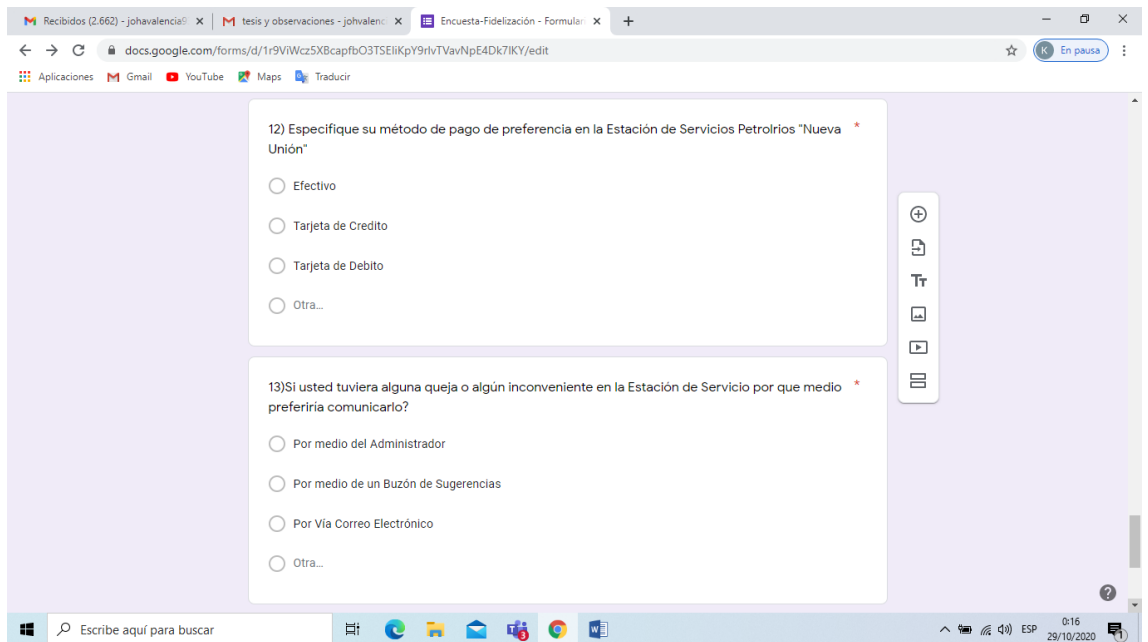 Recibidos (2.662) - johavalencia9
tesis y observaciones - johvalenc
Encuesta-Fidelización - Formular
docs.google.com/forms/d/1r9ViWcz5XBcapfbO3TSEliKpY9rlvTVavNpE4Dk7lKY/edit
K En pausa
Aplicaciones Gmail YouTube Maps Traducir
12) Especifique su método de pago de preferencia en la Estación de Servicios Petrolrios "Nueva *
Unión"
Efectivo
Tarjeta de Credito
Tarjeta de Debito
Otra...
Tт
13)Si usted tuviera alguna queja o algún inconveniente en la Estación de Servicio por que medio *
preferiría comunicarlo?
Por medio del Administrador
Por medio de un Buzón de Sugerencias
Por Vía Correo Electrónico
Otra...
Escribe aquí para buscar
3
ESP
0:16
29/10/2020